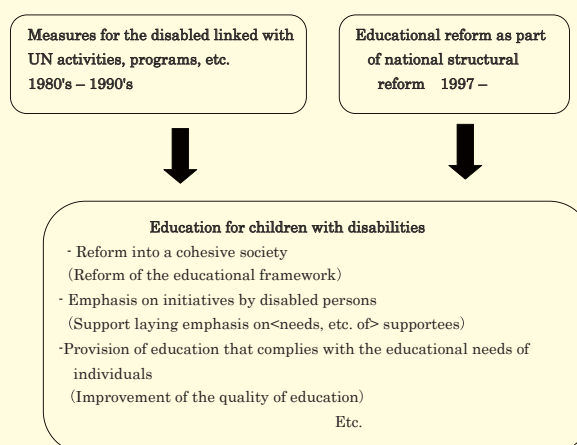 Measures for the disabled linked with
UN activities, programs, etc.
1980's – 1990's
Educational reform as part
of national structural
reform 1997 –
Education for children with disabilities
- Reform into a cohesive society
(Reform of the educational framework)
- Emphasis on initiatives by disabled persons
(Support laying emphasis on<needs, etc. of> supportees)
-Provision of education that complies with the educational needs of
individuals
(Improvement of the quality of education)
Etc.